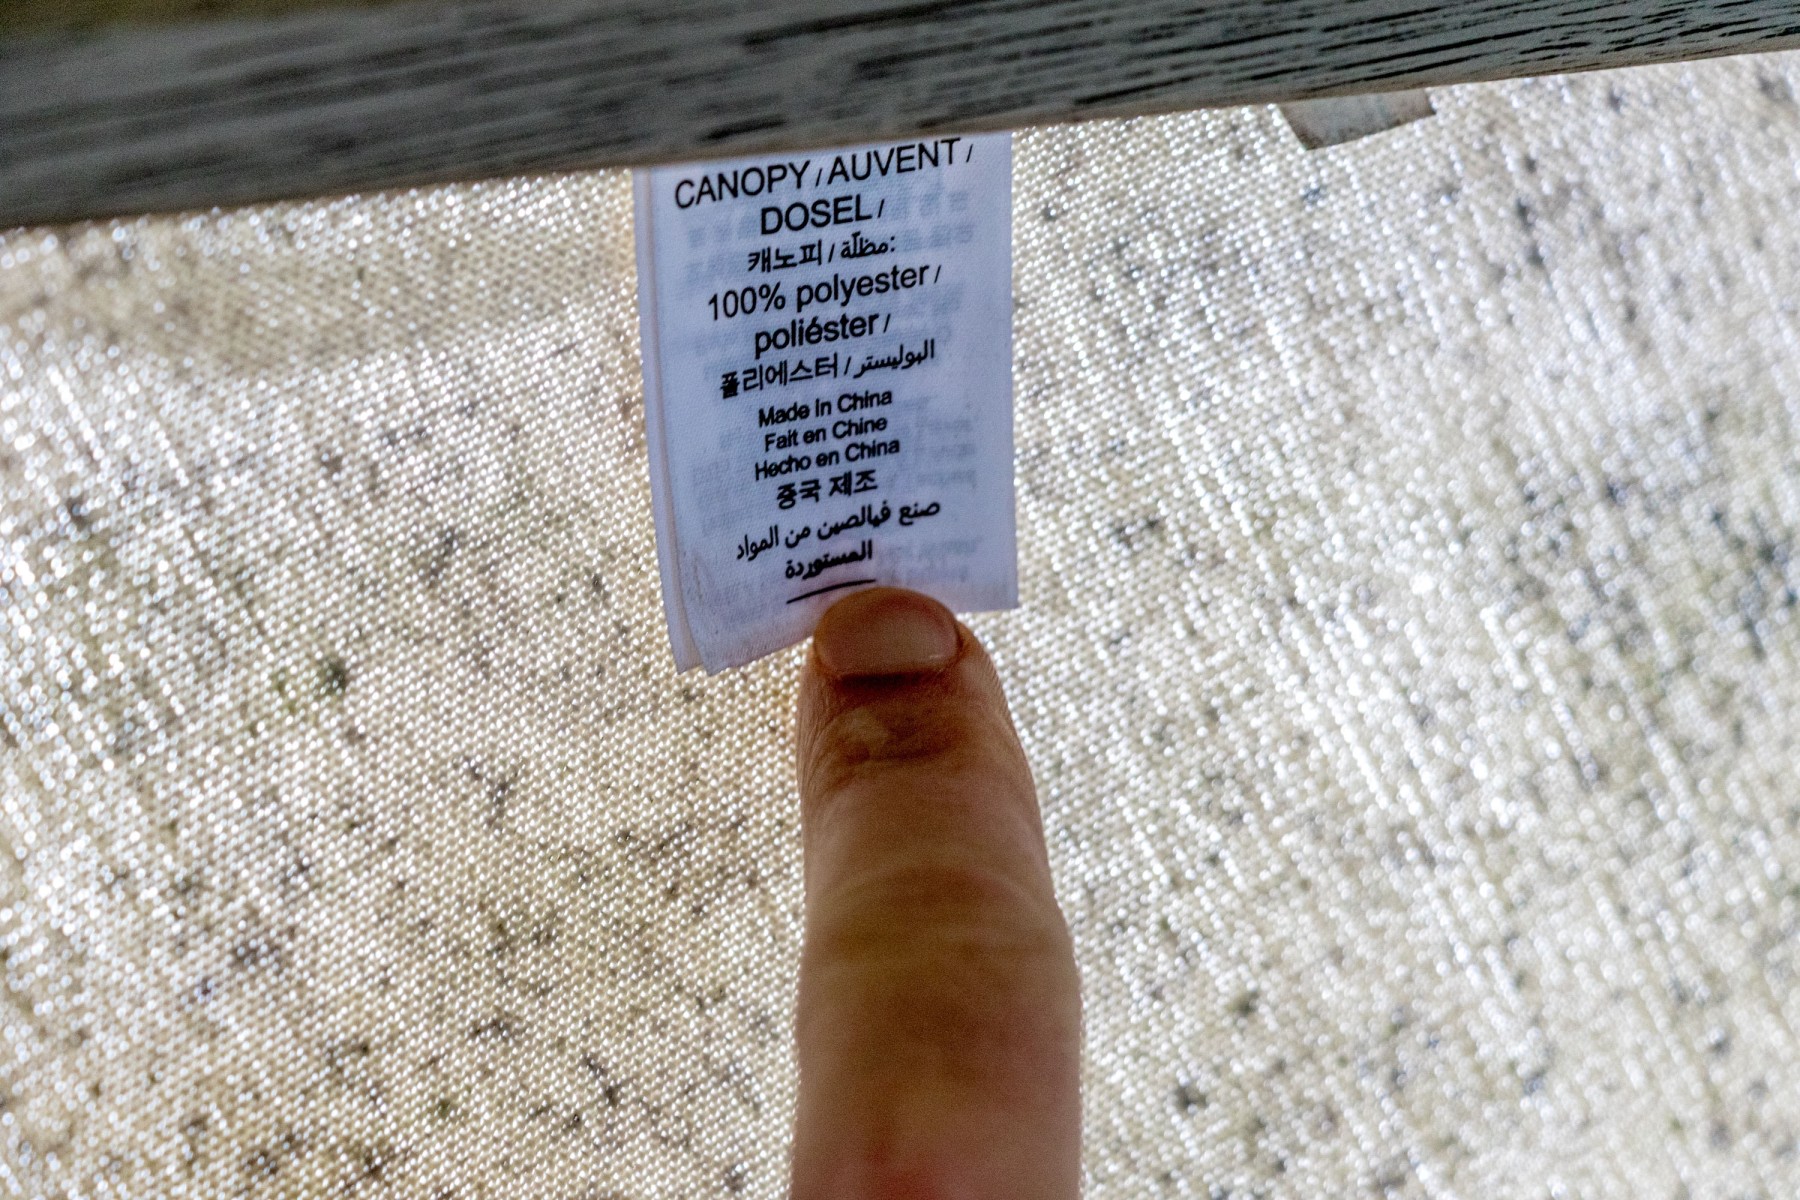 CANOPY / AUVENT /
DOSEL /
캐노피 / مظلّة:
100% polyester /
poliéster /
폴리에스터 / البوليستر
Made in China
Fait en Chine
Hecho en China
중국 제조
صنع فيالصين من المواد
المستوردة